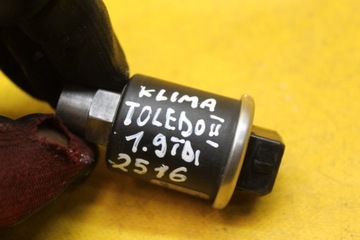 KLIMA
TOLEDO II
1.9TDI
2516